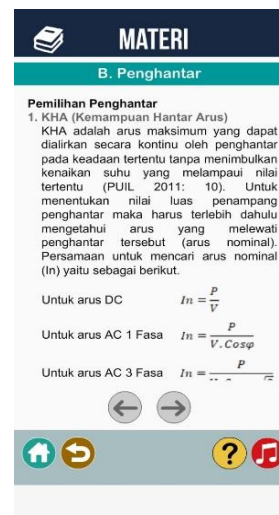 MATERI
B. Penghantar
Pemilihan Penghantar
1. KHA (Kemampuan Hantar Arus)
KHA adalah arus maksimum yang dapat
dialirkan secara kontinu oleh penghantar
pada keadaan tertentu tanpa menimbulkan
kenaikan suhu yang melampaui nilai
tertentu (PUIL 2011: 10). Untuk
menentukan nilai luas penampang
penghantar maka harus terlebih dahulu
mengetahui arus yang melewati
penghantar tersebut (arus nominal).
Persamaan untuk mencari arus nominal
(In) yaitu sebagai berikut.
Untuk arus DC In = P/V
Untuk arus AC 1 Fasa In = P/V.Cosφ
Untuk arus AC 3 Fasa In = P
?